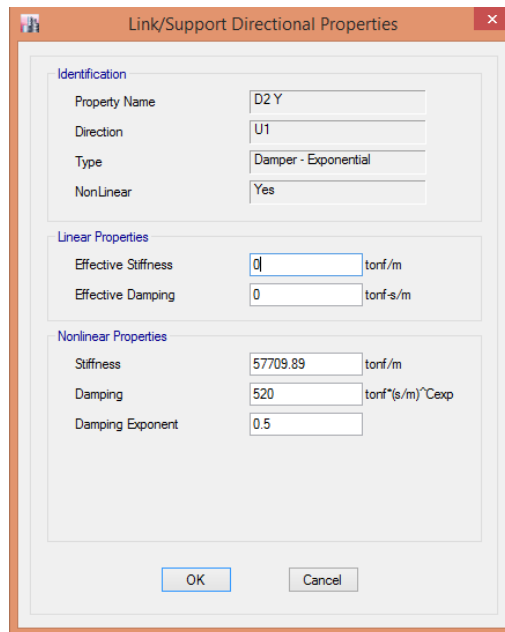 Link/Support Directional Properties
Identification
Property Name D2 Y
Direction U1
Type Damper - Exponential
NonLinear Yes
Linear Properties
Effective Stiffness 0 tonf/m
Effective Damping 0 tonf-s/m
Nonlinear Properties
Stiffness 57709.89 tonf/m
Damping 520 tonf*(s/m)^Cexp
Damping Exponent 0.5
OK Cancel